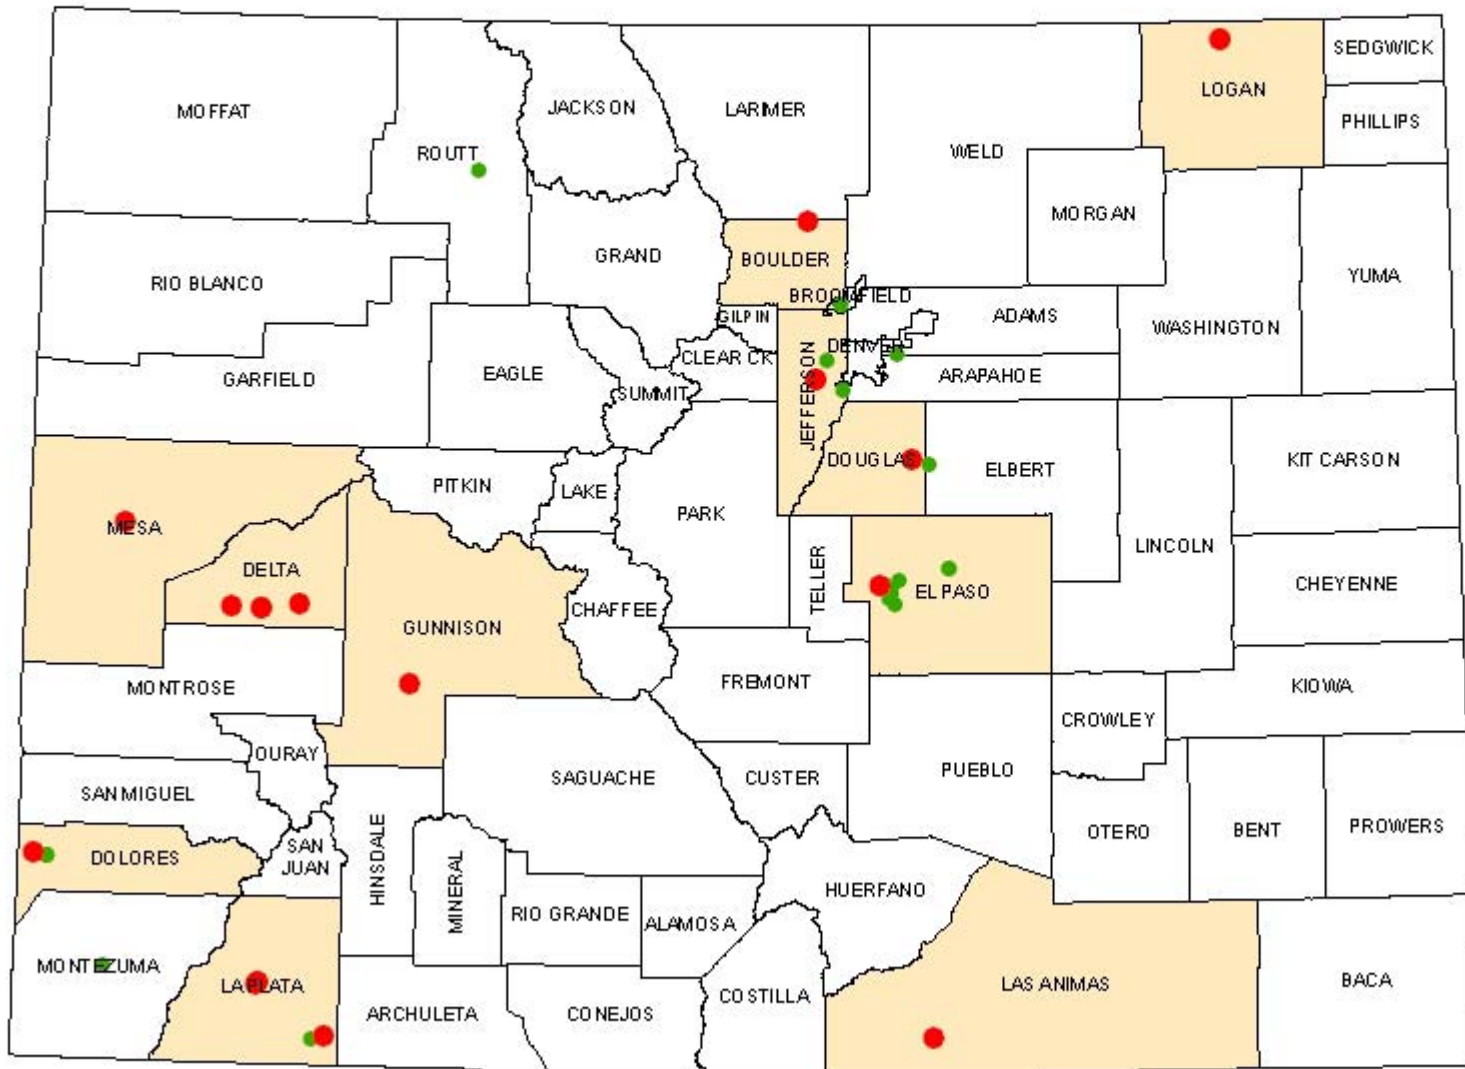 SEDGWICK
MOFFAT
JACKSON
LARIMER
LOGAN
PHILLIPS
ROUTT
WELD
MORGAN
GRAND
BOULDER
RIO BLANCO
YUMA
BROOMFIELD
GILPIN
ADAMS
WASHINGTON
CLEAR CK
DENVER
GARFIELD
EAGLE
SUMMIT
JEFFERSON
ARAPAHOE
DOUGLAS
ELBERT
KIT CARSON
PITKIN
LAKE
PARK
MESA
LINCOLN
DELTA
TELLER
EL PASO
CHEYENNE
CHAFFEE
GUNNISON
MONTROSE
FREMONT
KIOWA
CROWLEY
OURAY
SAGUACHE
CUSTER
PUEBLO
SAN MIGUEL
OTERO
BENT
PROWERS
DOLORES
SAN
JUAN
HINSDALE
MINERAL
HUERFANO
RIO GRANDE
ALAMOSA
MONTEZUMA
LA PLATA
LAS ANIMAS
BACA
ARCHULETA
CONEJOS
COSTILLA